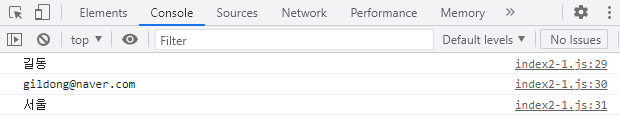 Elements Console Sources Network Performance Memory »
top ▼ Filter Default levels ▼ No Issues
길동 index2-1.js:29
gildong@naver.com index2-1.js:30
서울 index2-1.js:31